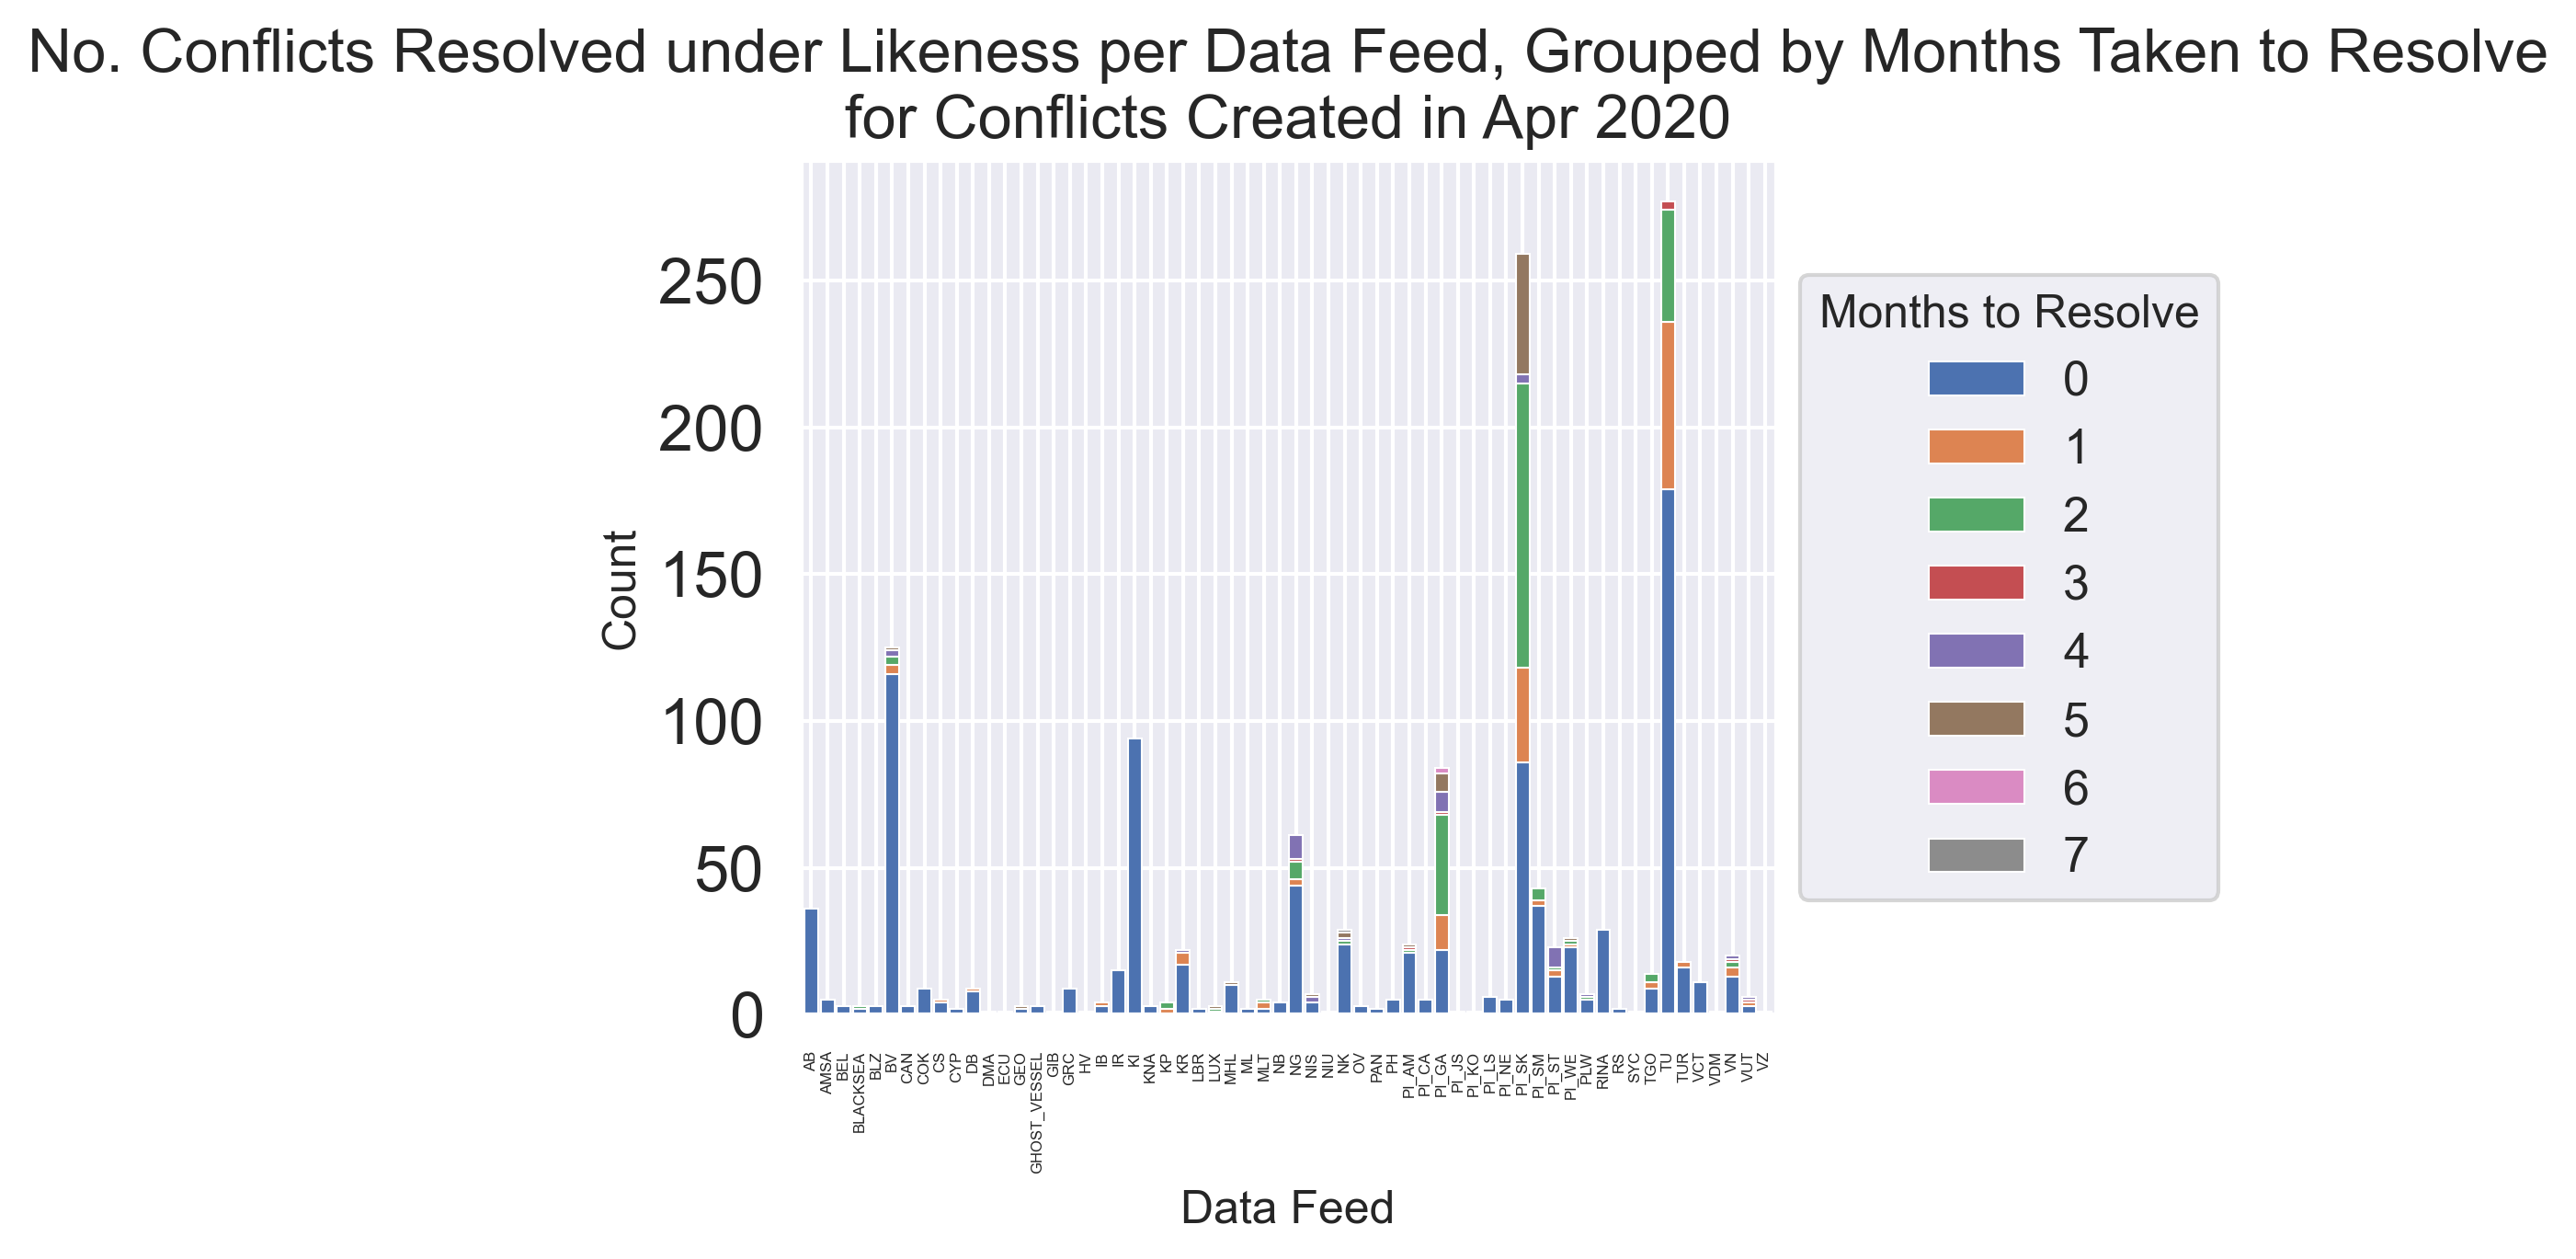 No. Conflicts Resolved under Likeness per Data Feed, Grouped by Months Taken to Resolve
for Conflicts Created in Apr 2020
250
200
150
100
50
0
Count
AB
AMSA
BEL
BLACKSEA
BLZ
BV
CAN
COK
CS
CYP
DB
DMA
ECU
GEO
GHOST_VESSEL
GIB
GRC
HV
IB
IR
KI
KNA
KP
KR
LBR
LUX
MHL
ML
MLT
NB
NG
NIS
NIU
NK
OV
PAN
PH
PI_AM
PI_CA
PI_GA
PI_JS
PI_KO
PI_LS
PI_NE
PI_SK
PI_SM
PI_ST
PI_WE
PLW
RINA
RS
SYC
TGO
TU
TUR
VCT
VDM
VN
VUT
VZ
Data Feed
Months to Resolve
0
1
2
3
4
5
6
7